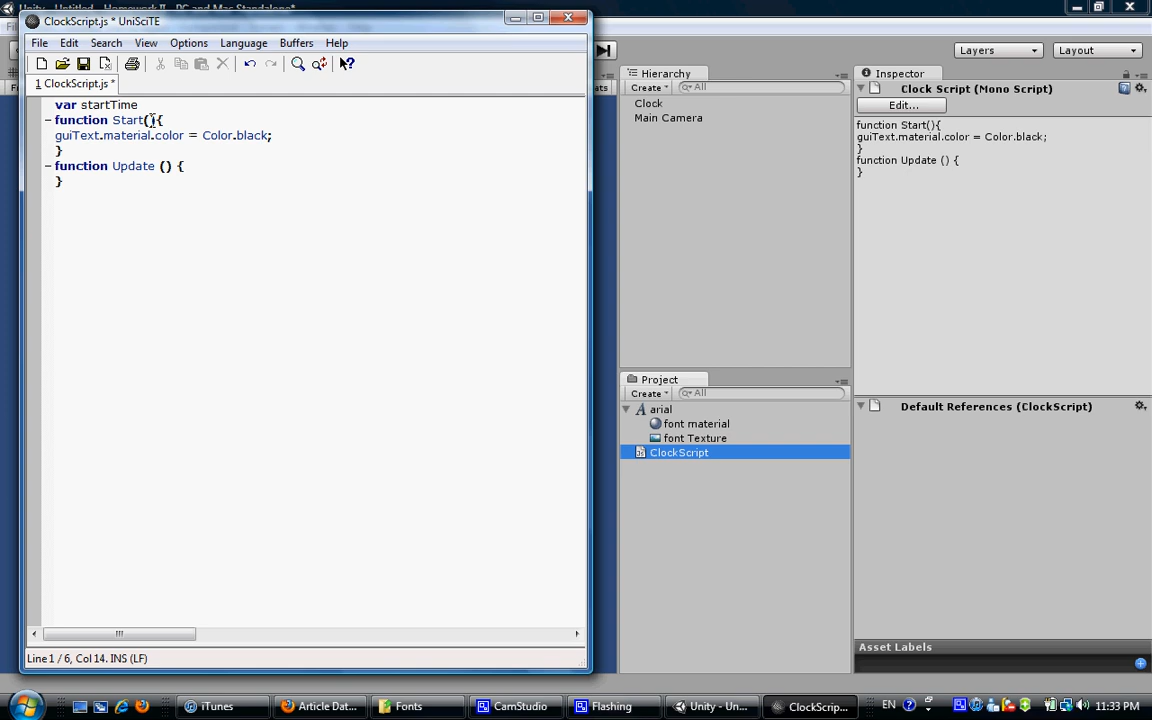 ClockScript.js * UniSciTE
File Edit Search View Options Language Buffers Help
1 ClockScript.js *
var startTime
function Start(){
guiText.material.color = Color.black;
}
function Update () {
}
Line 1 / 6, Col 14. INS (LF)
Layers
Layout
Hierarchy
Create
All
Clock
Main Camera
Project
Create
All
arial
font material
font Texture
ClockScript
Inspector
Clock Script (Mono Script)
Edit...
function Start(){
guiText.material.color = Color.black;
}
function Update () {
}
Default References (ClockScript)
Asset Labels
iTunes
Article Dat...
Fonts
CamStudio
Flashing
Unity - Un...
ClockScrip...
EN
11:33 PM